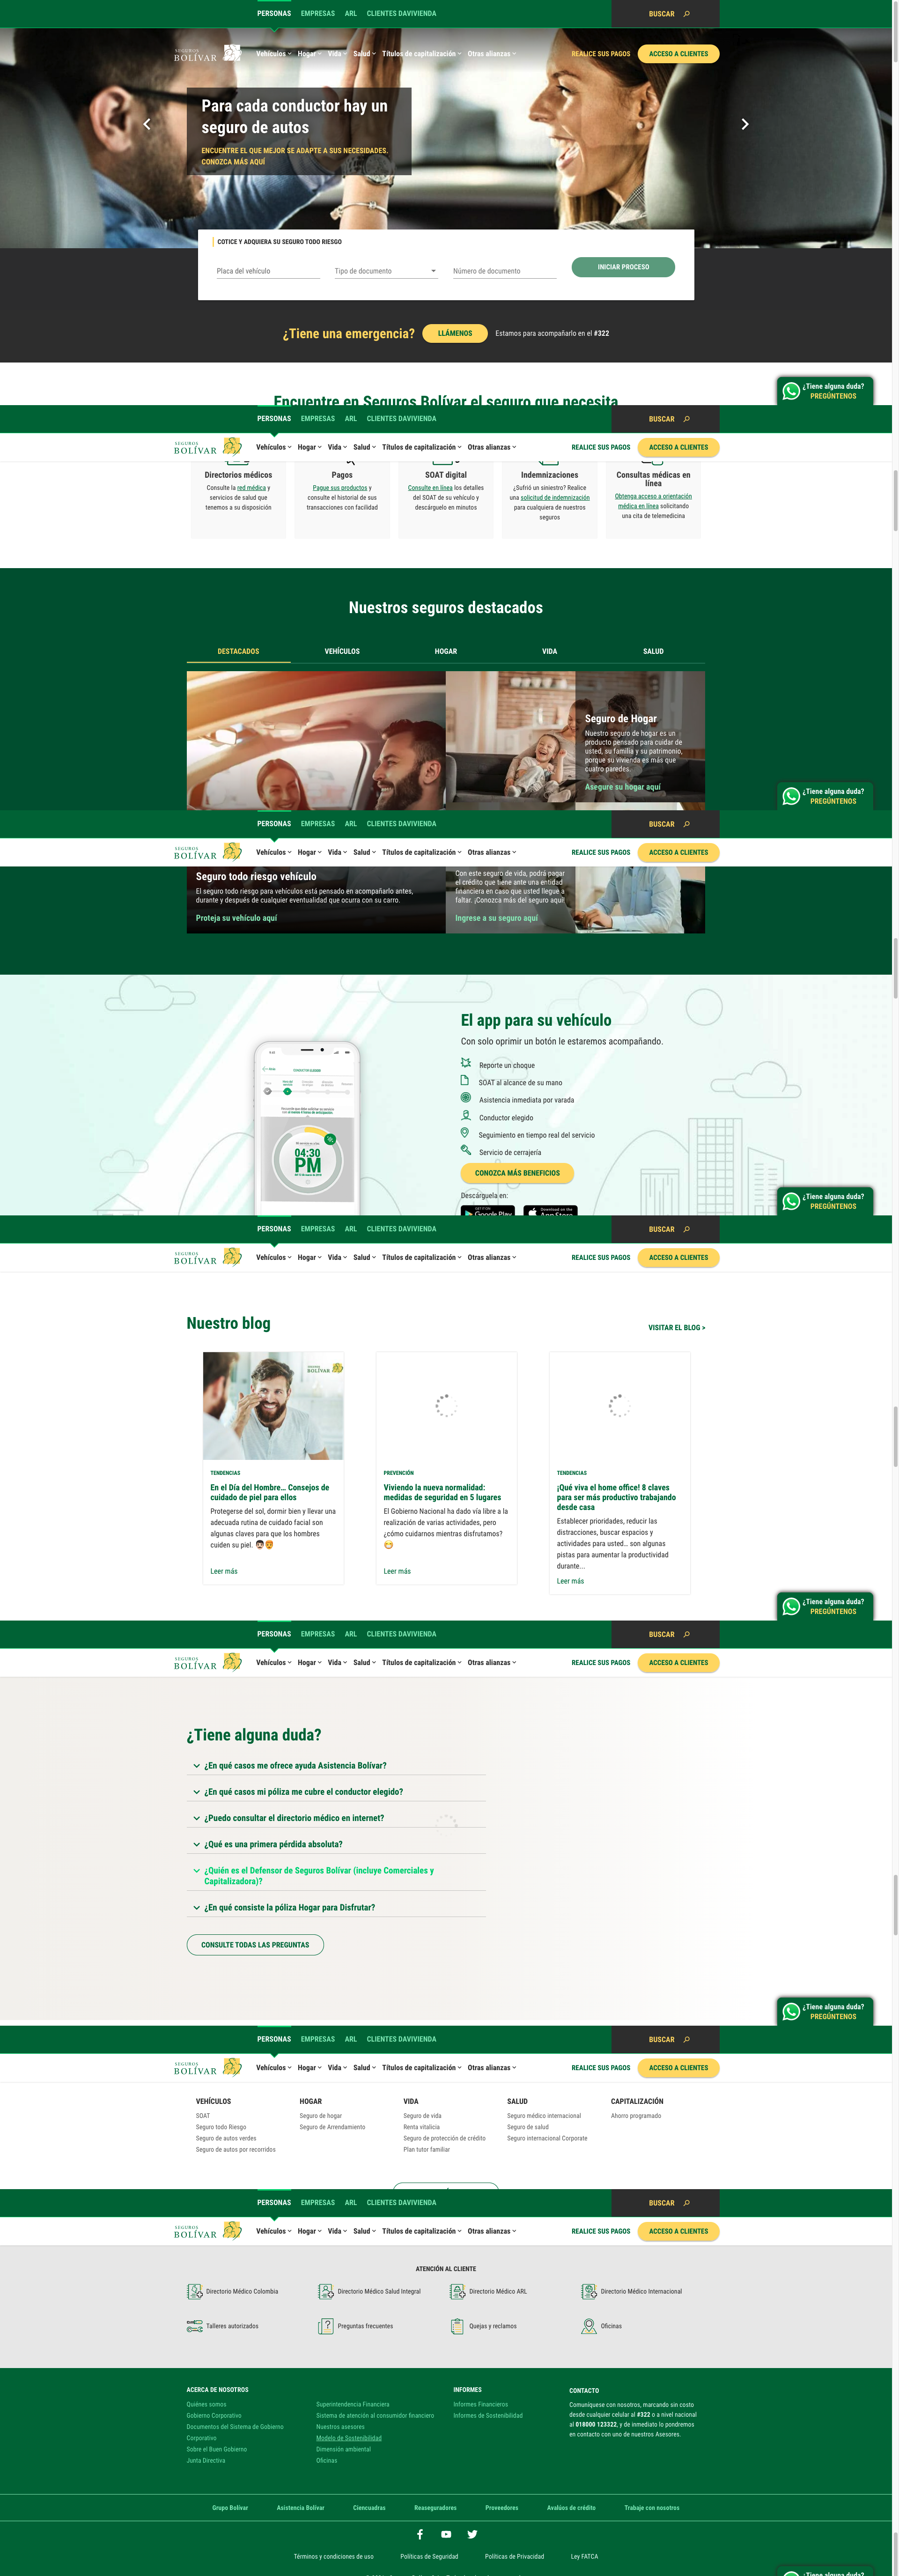 PERSONAS EMPRESAS ARL CLIENTES DAVIVIENDA BUSCAR
SEGUROS BOLÍVAR Vehículos Hogar Vida Salud Títulos de capitalización Otras alianzas REALICE SUS PAGOS ACCESO A CLIENTES
Para cada conductor hay un
seguro de autos
ENCUENTRE EL QUE MEJOR SE ADAPTE A SUS NECESIDADES.
CONOZCA MÁS AQUÍ
COTICE Y ADQUIERA SU SEGURO TODO RIESGO
Placa del vehículo Tipo de documento Número de documento INICIAR PROCESO
¿Tiene una emergencia? LLÁMENOS Estamos para acompañarlo en el #322
¿Tiene alguna duda?
PREGÚNTENOS
Encuentre en Seguros Bolívar el seguro que necesita
PERSONAS EMPRESAS ARL CLIENTES DAVIVIENDA BUSCAR
SEGUROS BOLÍVAR Vehículos Hogar Vida Salud Títulos de capitalización Otras alianzas REALICE SUS PAGOS ACCESO A CLIENTES
Directorios médicos
Consulte la red médica y
servicios de salud que
tenemos a su disposición
Pagos
Pague sus productos y
consulte el historial de sus
transacciones con facilidad
SOAT digital
Consulte en línea los detalles
del SOAT de su vehículo y
descárguelo en minutos
Indemnizaciones
¿Sufrió un siniestro? Realice
una solicitud de indemnización
para cualquiera de nuestros
seguros
Consultas médicas en
línea
Obtenga acceso a orientación
médica en línea solicitando
una cita de telemedicina
Nuestros seguros destacados
DESTACADOS VEHÍCULOS HOGAR VIDA SALUD
Seguro de Hogar
Nuestro seguro de hogar es un
producto pensado para cuidar de
usted, su familia y su patrimonio,
porque su vivienda es más que
cuatro paredes.
Asegure su hogar aquí
¿Tiene alguna duda?
PREGÚNTENOS
PERSONAS EMPRESAS ARL CLIENTES DAVIVIENDA BUSCAR
SEGUROS BOLÍVAR Vehículos Hogar Vida Salud Títulos de capitalización Otras alianzas REALICE SUS PAGOS ACCESO A CLIENTES
Seguro todo riesgo vehículo
El seguro todo riesgo para vehículos está pensado en acompañarlo antes,
durante y después de cualquier eventualidad que ocurra con su carro.
Proteja su vehículo aquí
Con este seguro de vida, podrá pagar
el crédito que tiene ante una entidad
financiera en caso que usted llegue a
faltar. ¡Conozca más del seguro aquí!
Ingrese a su seguro aquí
El app para su vehículo
Con solo oprimir un botón le estaremos acompañando.
Reporte un choque
SOAT al alcance de su mano
Asistencia inmediata por varada
Conductor elegido
Seguimiento en tiempo real del servicio
Servicio de cerrajería
04:30
PM
CONOZCA MÁS BENEFICIOS
Descárguela en:
GET IT ON
Google Play
Download on the
App Store
¿Tiene alguna duda?
PREGÚNTENOS
PERSONAS EMPRESAS ARL CLIENTES DAVIVIENDA BUSCAR
SEGUROS BOLÍVAR Vehículos Hogar Vida Salud Títulos de capitalización Otras alianzas REALICE SUS PAGOS ACCESO A CLIENTES
Nuestro blog
VISITAR EL BLOG >
BOLÍVAR
TENDENCIAS
En el Día del Hombre… Consejos de
cuidado de piel para ellos
Protegerse del sol, dormir bien y llevar una
adecuada rutina de cuidado facial son
algunas claves para que los hombres
cuiden su piel. 👨🏻👨🏻‍🦰
Leer más
PREVENCIÓN
Viviendo la nueva normalidad:
medidas de seguridad en 5 lugares
El Gobierno Nacional ha dado vía libre a la
realización de varias actividades, pero
¿cómo cuidarnos mientras disfrutamos?
Leer más
TENDENCIAS
¡Qué viva el home office! 8 claves
para ser más productivo trabajando
desde casa
Establecer prioridades, reducir las
distracciones, buscar espacios y
actividades para usted… son algunas
pistas para aumentar la productividad
durante...
Leer más
¿Tiene alguna duda?
PREGÚNTENOS
PERSONAS EMPRESAS ARL CLIENTES DAVIVIENDA BUSCAR
SEGUROS BOLÍVAR Vehículos Hogar Vida Salud Títulos de capitalización Otras alianzas REALICE SUS PAGOS ACCESO A CLIENTES
¿Tiene alguna duda?
¿En qué casos me ofrece ayuda Asistencia Bolívar?
¿En qué casos mi póliza me cubre el conductor elegido?
¿Puedo consultar el directorio médico en internet?
¿Qué es una primera pérdida absoluta?
¿Quién es el Defensor de Seguros Bolívar (incluye Comerciales y
Capitalizadora)?
¿En qué consiste la póliza Hogar para Disfrutar?
CONSULTE TODAS LAS PREGUNTAS
¿Tiene alguna duda?
PREGÚNTENOS
PERSONAS EMPRESAS ARL CLIENTES DAVIVIENDA BUSCAR
SEGUROS BOLÍVAR Vehículos Hogar Vida Salud Títulos de capitalización Otras alianzas REALICE SUS PAGOS ACCESO A CLIENTES
VEHÍCULOS
SOAT
Seguro todo Riesgo
Seguro de autos verdes
Seguro de autos por recorridos
HOGAR
Seguro de hogar
Seguro de Arrendamiento
VIDA
Seguro de vida
Renta vitalicia
Seguro de protección de crédito
Plan tutor familiar
SALUD
Seguro médico internacional
Seguro de salud
Seguro internacional Corporate
CAPITALIZACIÓN
Ahorro programado
PERSONAS EMPRESAS ARL CLIENTES DAVIVIENDA BUSCAR
SEGUROS BOLÍVAR Vehículos Hogar Vida Salud Títulos de capitalización Otras alianzas REALICE SUS PAGOS ACCESO A CLIENTES
ATENCIÓN AL CLIENTE
Directorio Médico Colombia Directorio Médico Salud Integral Directorio Médico ARL Directorio Médico Internacional
Talleres autorizados Preguntas frecuentes Quejas y reclamos Oficinas
ACERCA DE NOSOTROS
Quiénes somos
Gobierno Corporativo
Documentos del Sistema de Gobierno
Corporativo
Sobre el Buen Gobierno
Junta Directiva
Superintendencia Financiera
Sistema de atención al consumidor financiero
Nuestros asesores
Modelo de Sostenibilidad
Dimensión ambiental
Oficinas
INFORMES
Informes Financieros
Informes de Sostenibilidad
CONTACTO
Comuníquese con nosotros, marcando sin costo
desde cualquier celular al #322 o a nivel nacional
al 018000 123322, y de inmediato lo pondremos
en contacto con uno de nuestros Asesores.
Grupo Bolívar Asistencia Bolívar Ciencuadras Reaseguradores Proveedores Avalúos de crédito Trabaje con nosotros
Términos y condiciones de uso Políticas de Seguridad Políticas de Privacidad Ley FATCA
¿Tiene alguna duda?